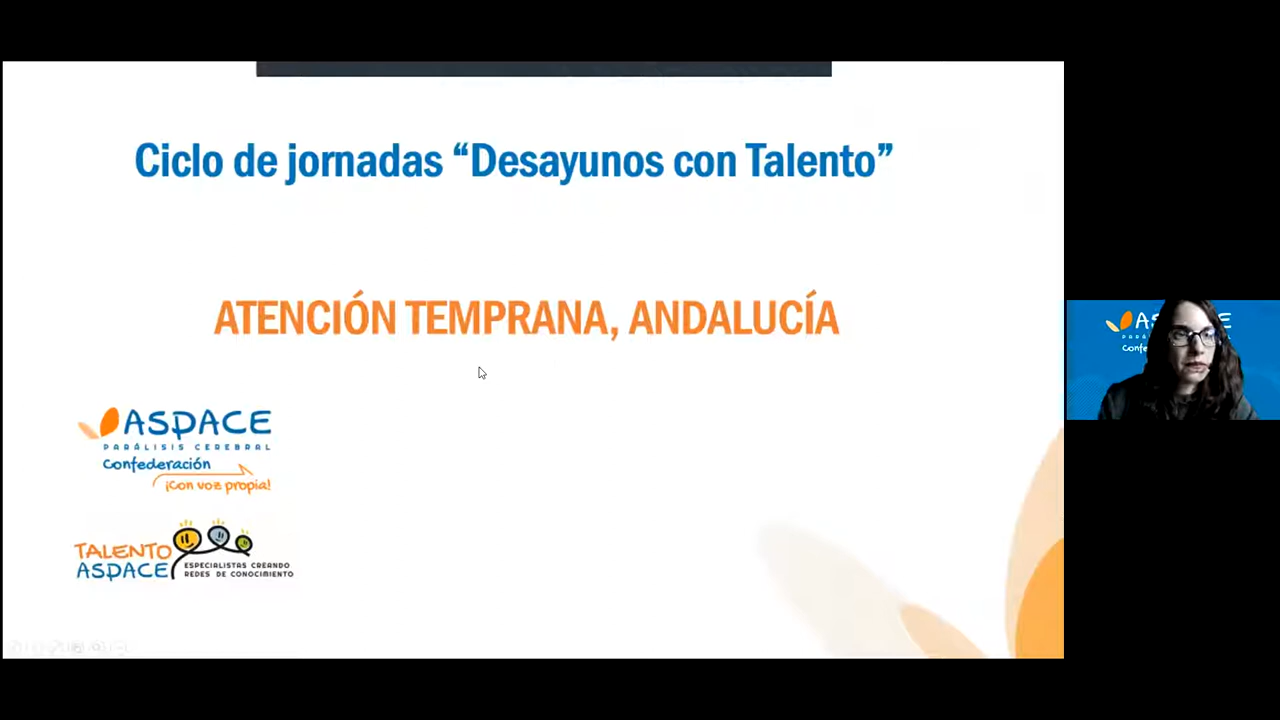 Ciclo de jornadas “Desayunos con Talento”
ATENCIÓN TEMPRANA, ANDALUCÍA
ASPACE
PARÁLISIS CEREBRAL
Confederación
¡Con voz propia!
TALENTO
ASPACE
ESPECIALISTAS CREANDO
REDES DE CONOCIMIENTO